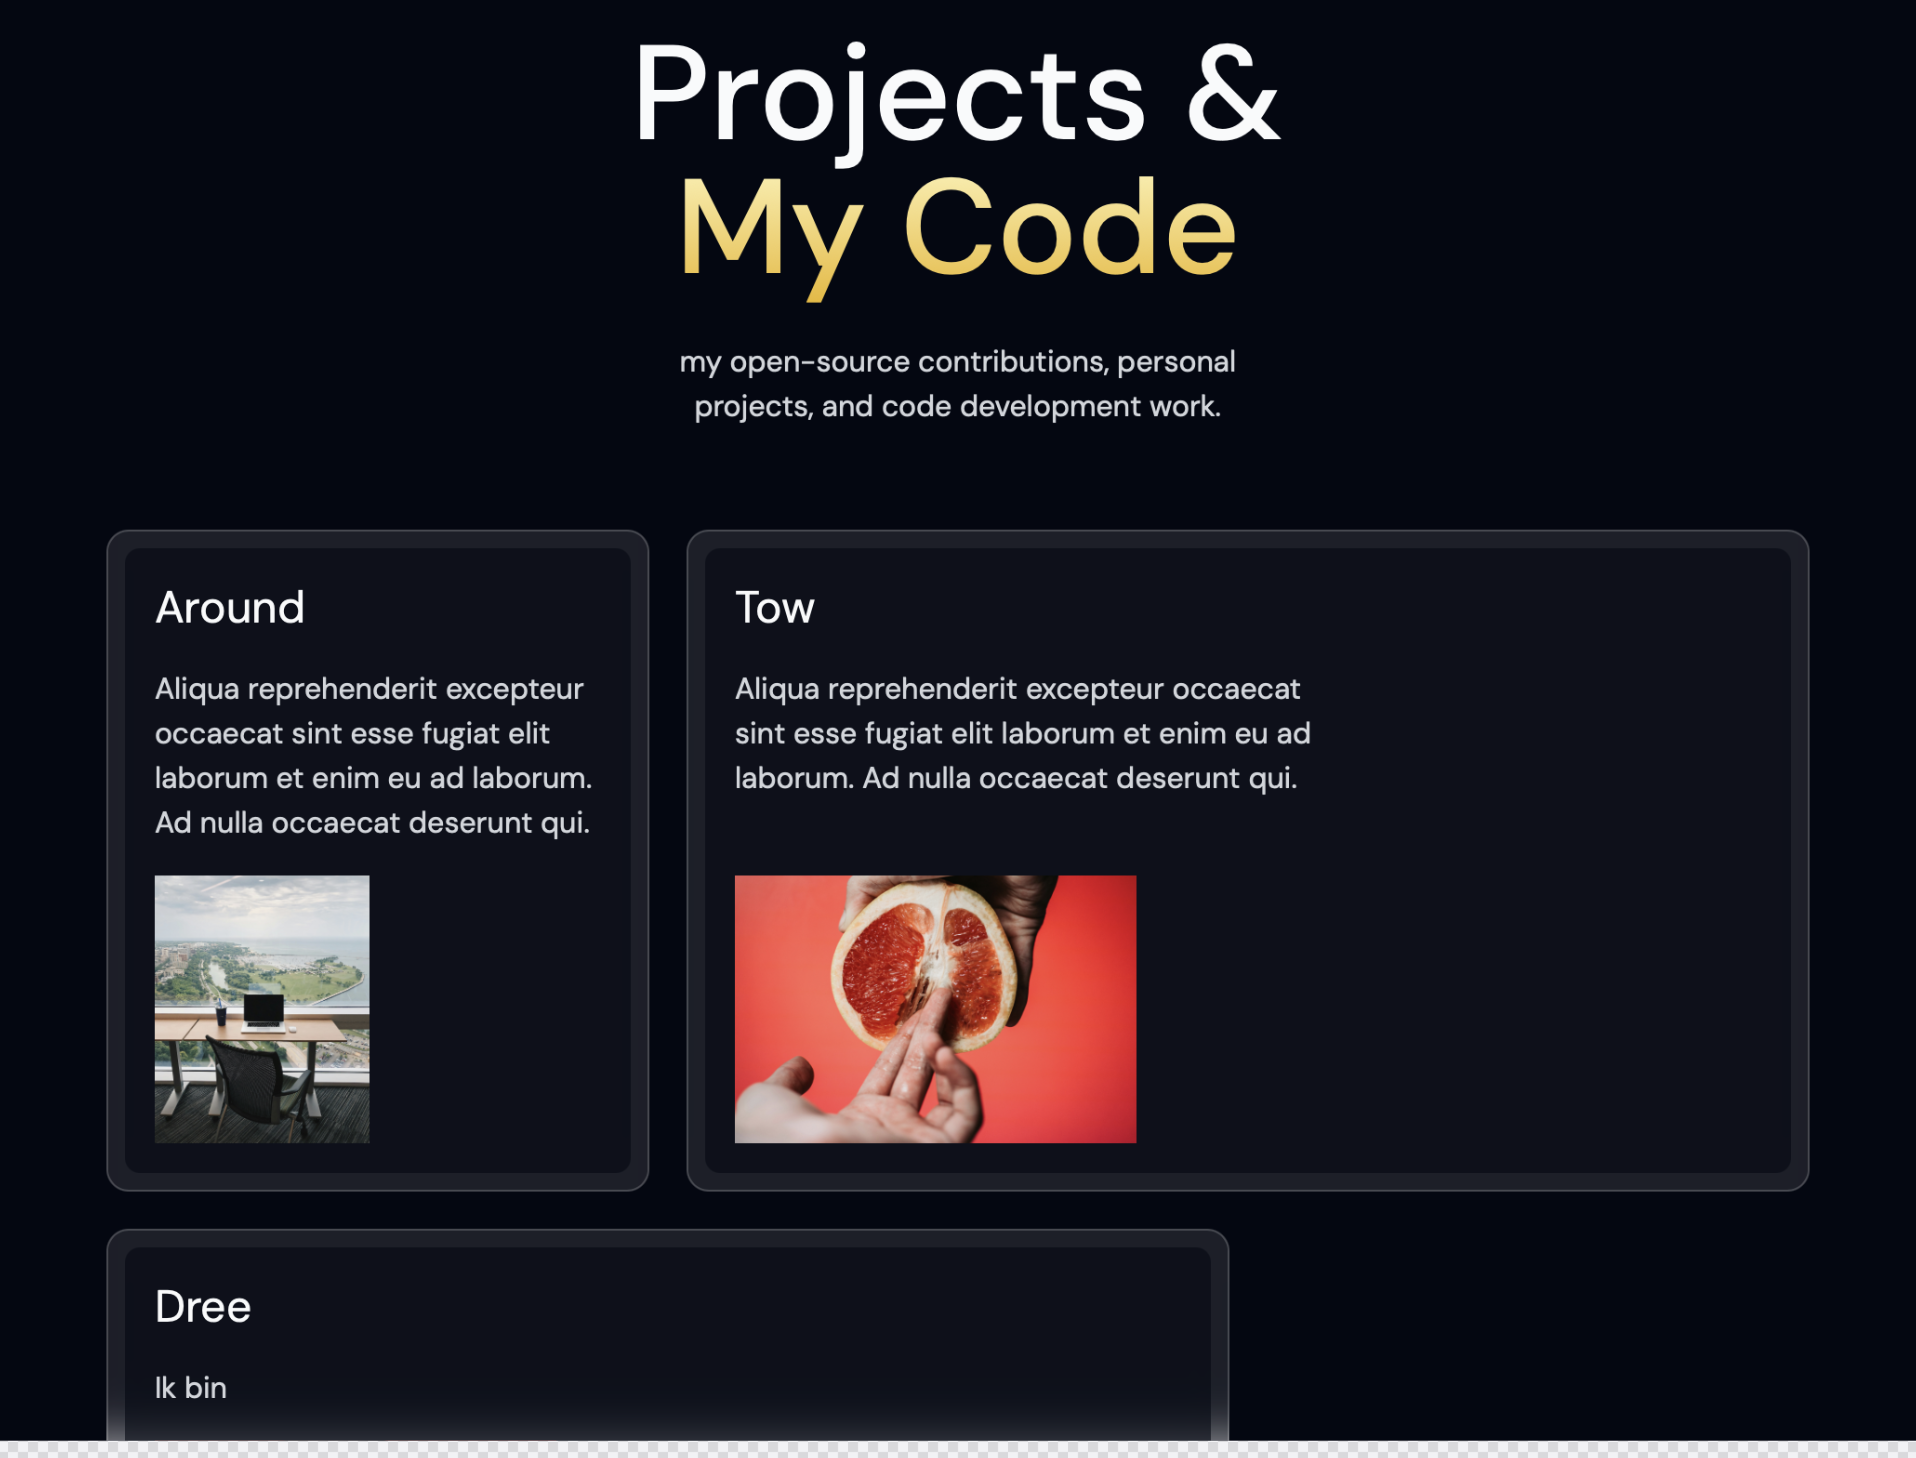 Projects &
My Code
my open-source contributions, personal
projects, and code development work.
Around
Aliqua reprehenderit excepteur
occaecat sint esse fugiat elit
laborum et enim eu ad laborum.
Ad nulla occaecat deserunt qui.
Tow
Aliqua reprehenderit excepteur occaecat
sint esse fugiat elit laborum et enim eu ad
laborum. Ad nulla occaecat deserunt qui.
Dree
Ik bin